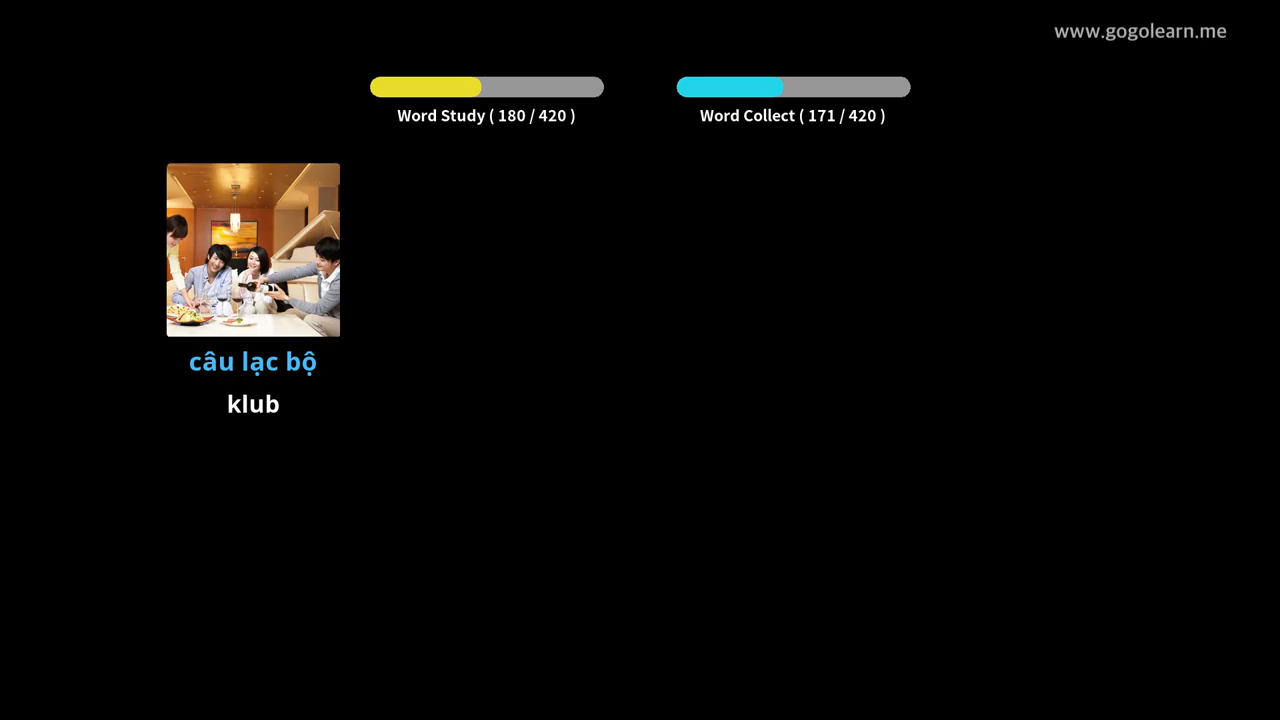 www.gogolearn.me
Word Study ( 180 / 420 )
Word Collect ( 171 / 420 )
câu lạc bộ
klub